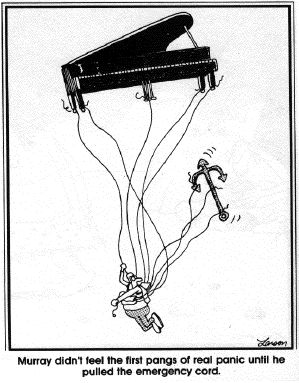 Larson
Murray didn't feel the first pangs of real panic until he
pulled the emergency cord.